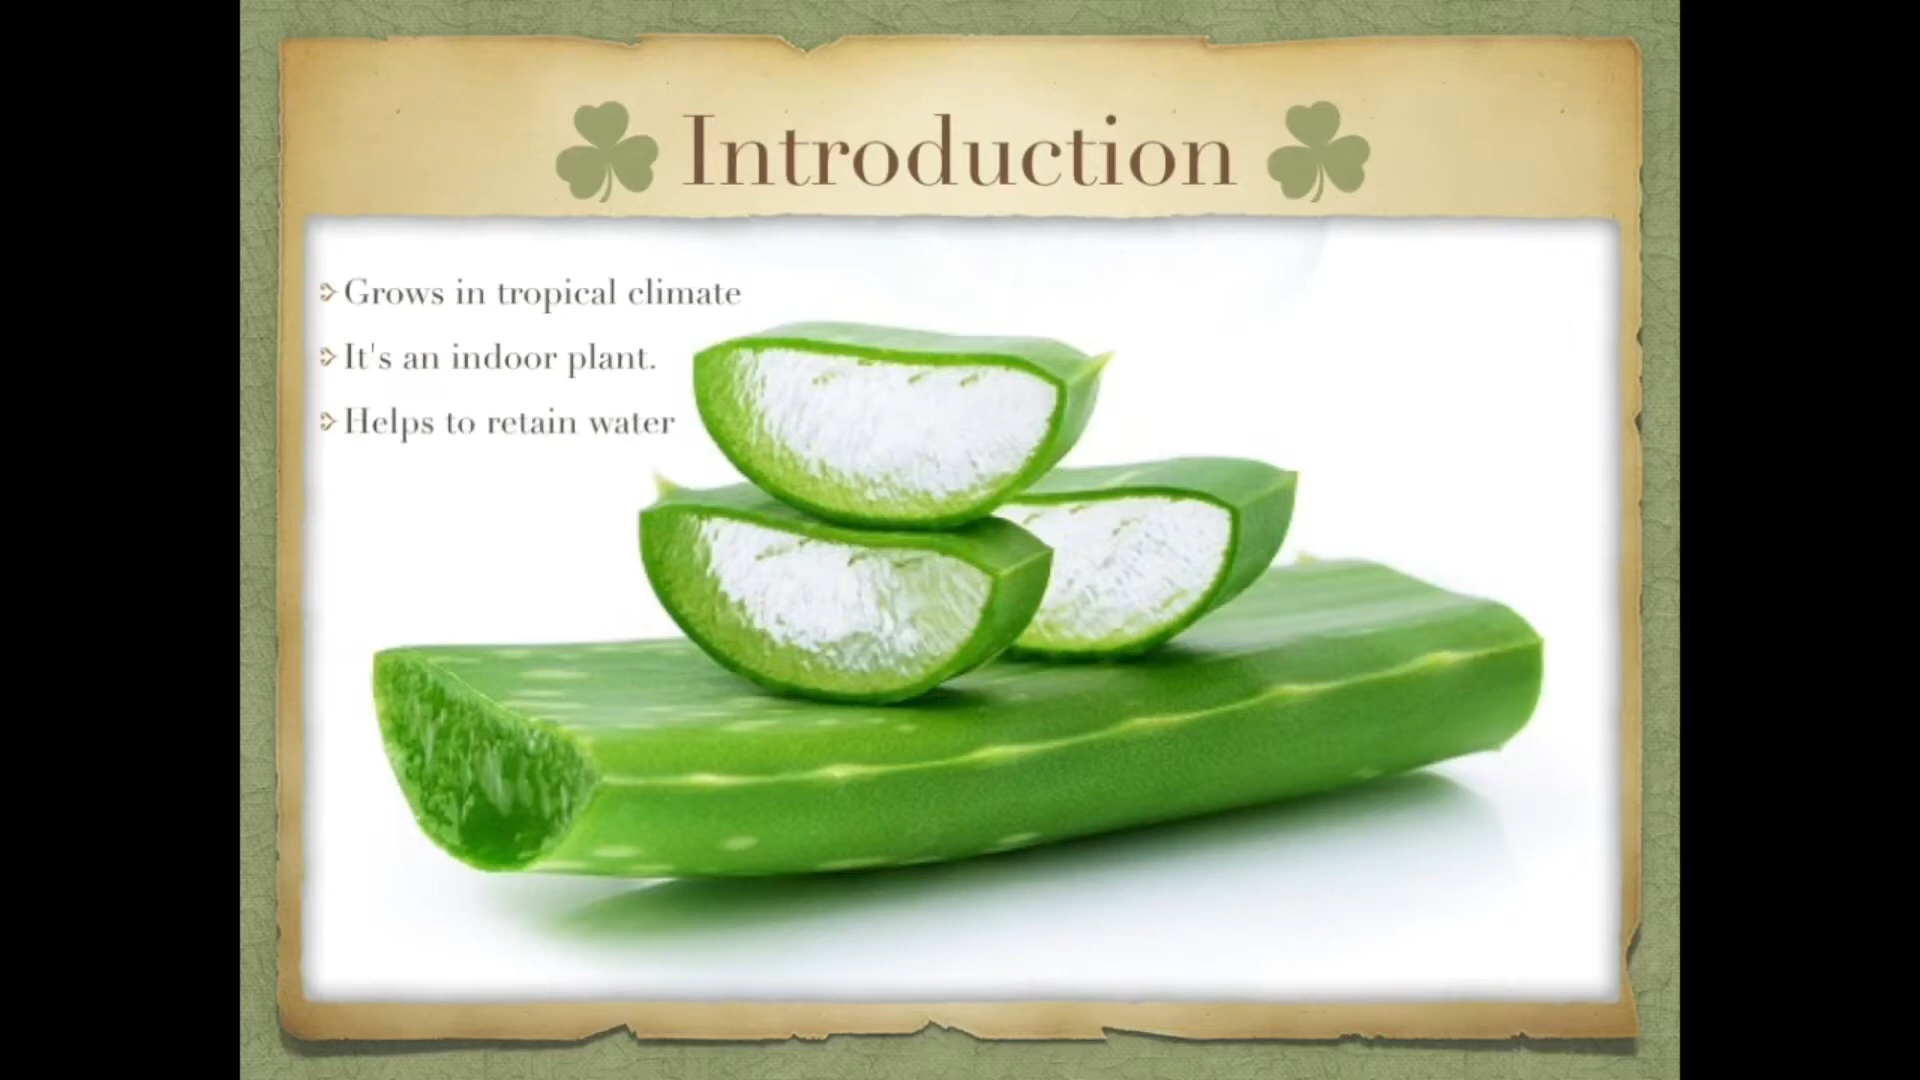 Introduction
Grows in tropical climate
It's an indoor plant.
Helps to retain water